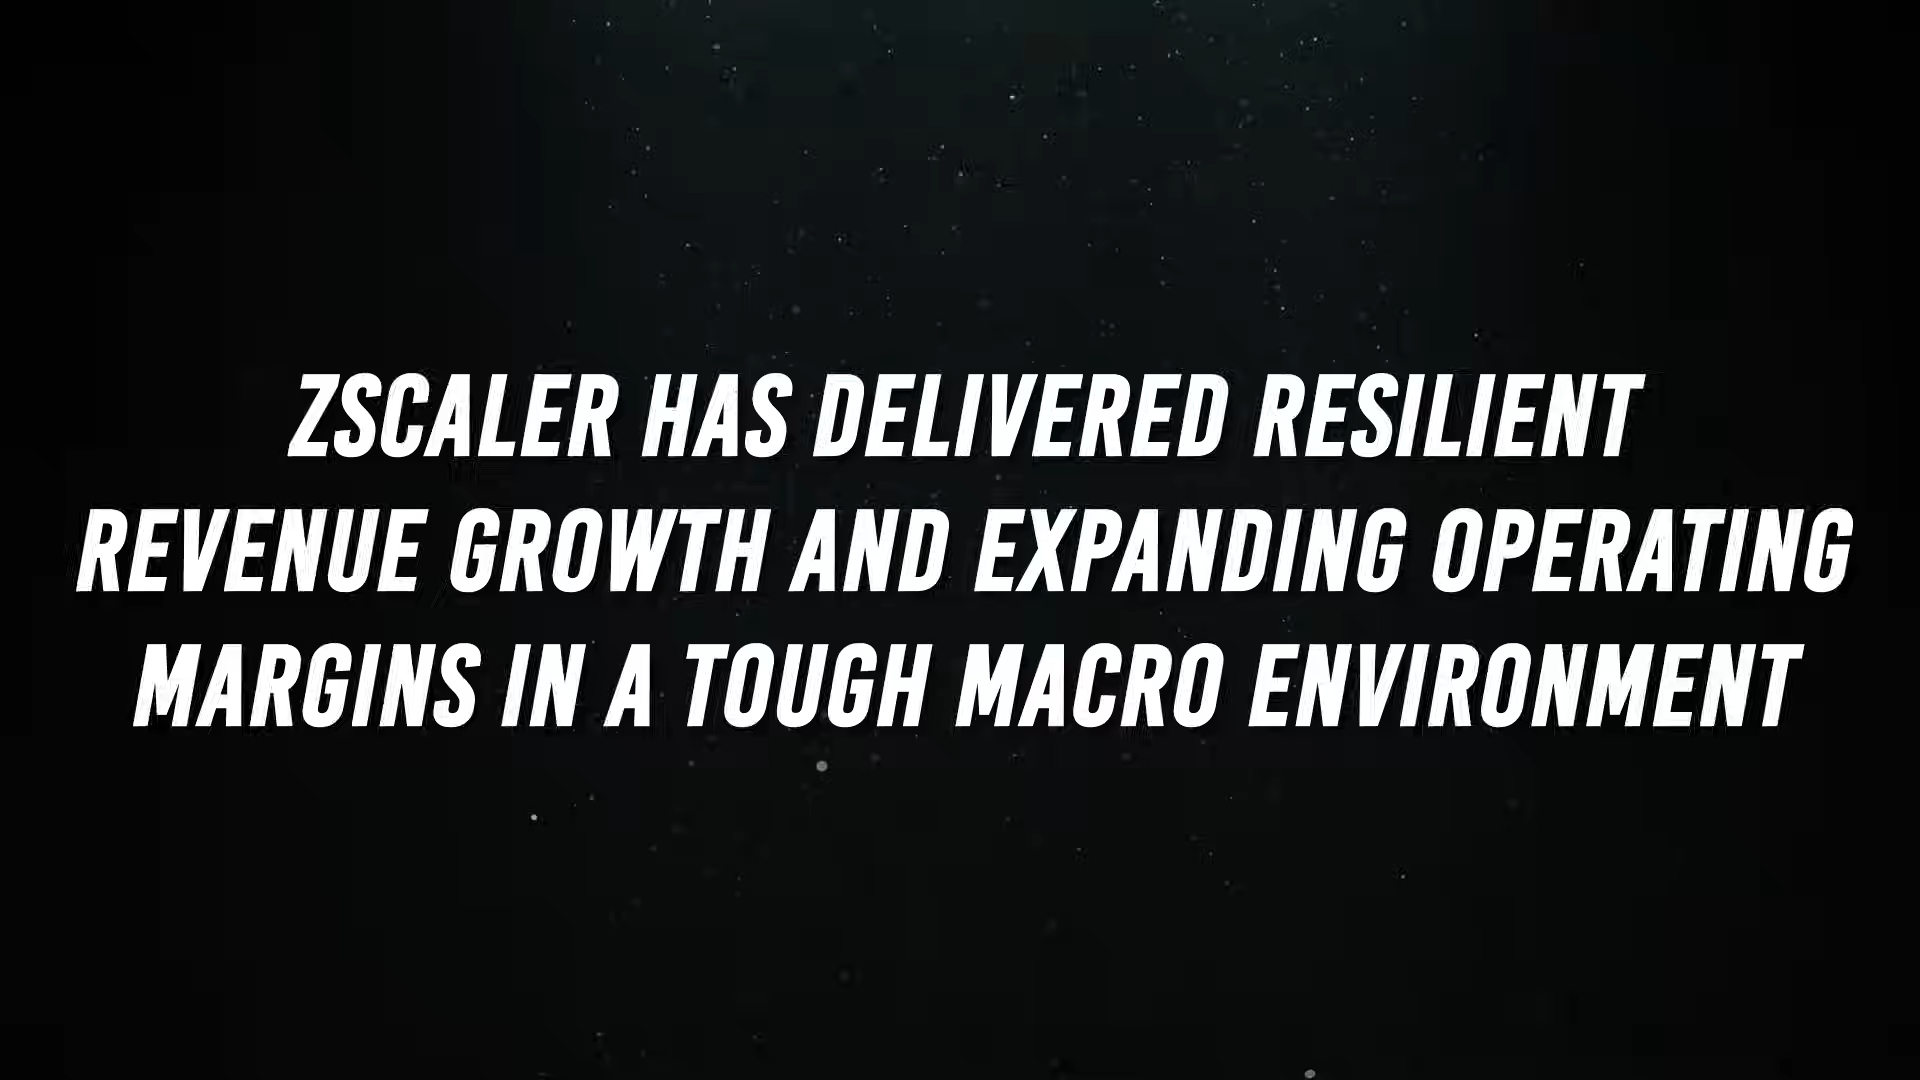 ZSCALER HAS DELIVERED RESILIENT
REVENUE GROWTH AND EXPANDING OPERATING
MARGINS IN A TOUGH MACRO ENVIRONMENT